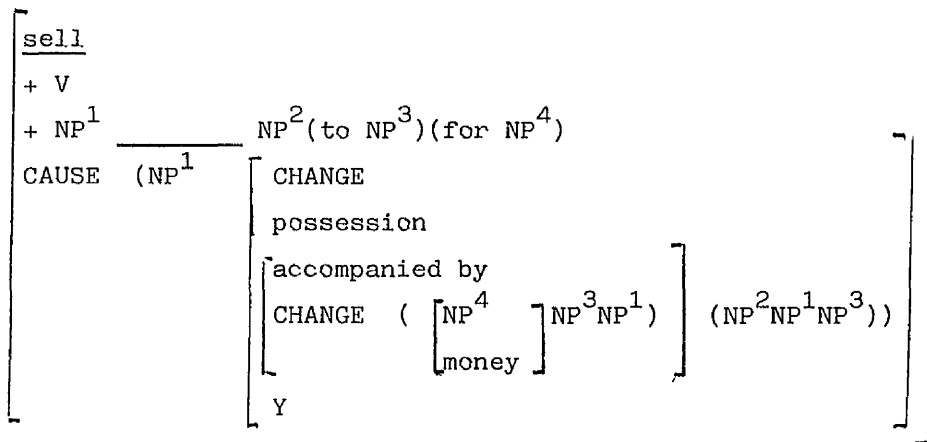 sell
+ V
+ NP¹ ______ NP²(to NP³)(for NP⁴)
CAUSE (NP¹ CHANGE
possession
accompanied by
CHANGE ( NP⁴ NP³NP¹) (NP²NP¹NP³))
money
Y